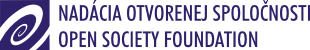 NADÁCIA OTVORENEJ SPOLOČNOSTI
OPEN SOCIETY FOUNDATION